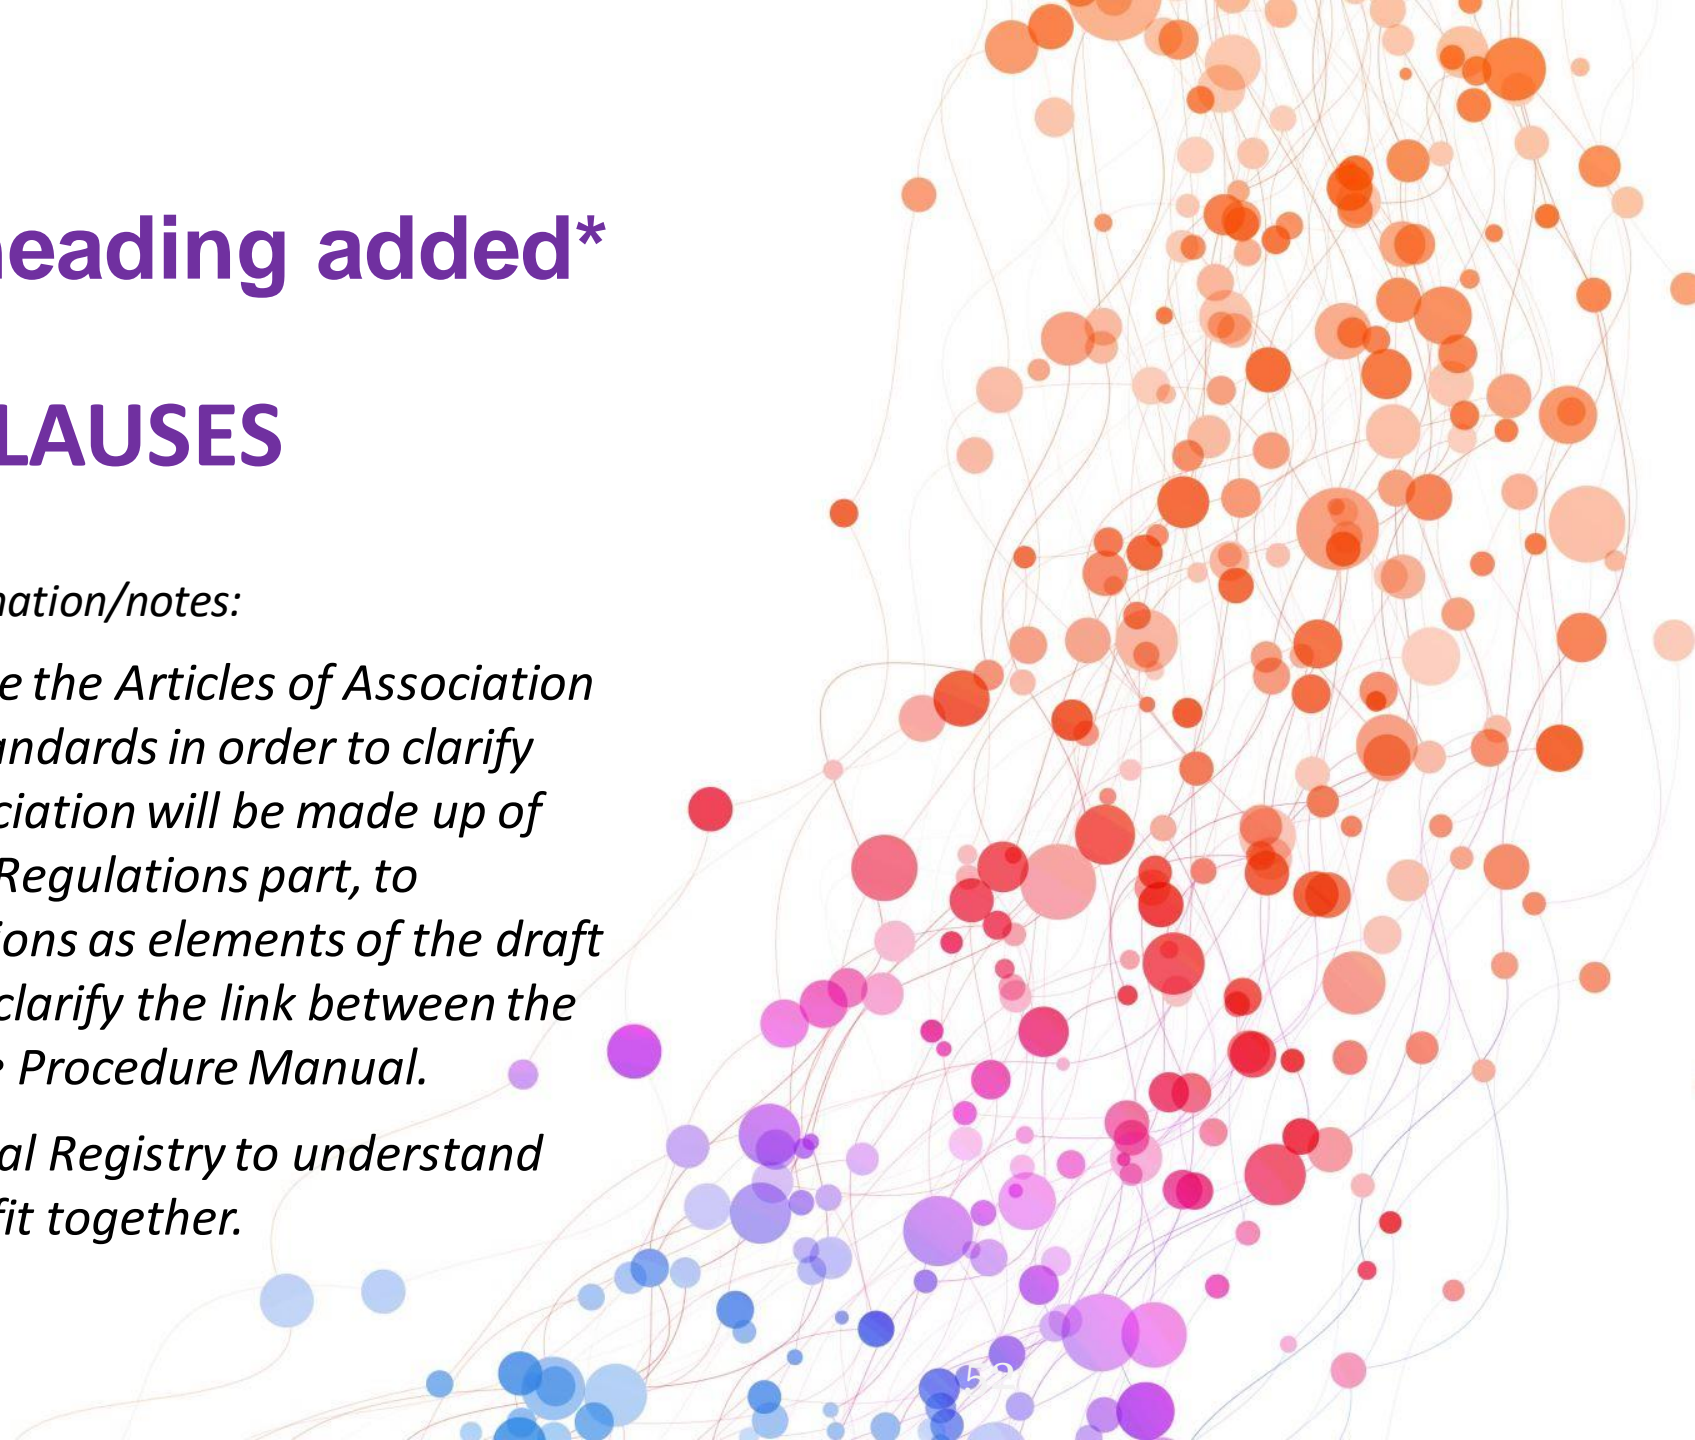 eading added*
LAUSES
nation/notes:
e the Articles of Association
andards in order to clarify
ciation will be made up of
Regulations part, to
ions as elements of the draft
clarify the link between the
Procedure Manual.
al Registry to understand
fit together.
52